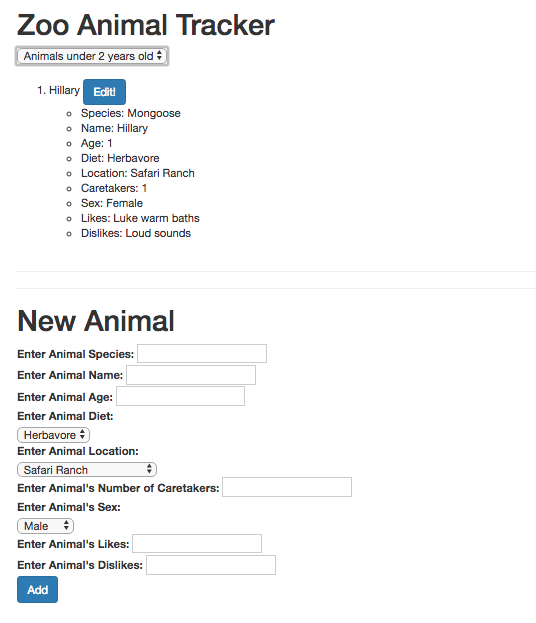 Zoo Animal Tracker
Animals under 2 years old
1. Hillary Edit!
Species: Mongoose
Name: Hillary
Age: 1
Diet: Herbavore
Location: Safari Ranch
Caretakers: 1
Sex: Female
Likes: Luke warm baths
Dislikes: Loud sounds
New Animal
Enter Animal Species:
Enter Animal Name:
Enter Animal Age:
Enter Animal Diet:
Herbavore
Enter Animal Location:
Safari Ranch
Enter Animal's Number of Caretakers:
Enter Animal's Sex:
Male
Enter Animal's Likes:
Enter Animal's Dislikes:
Add